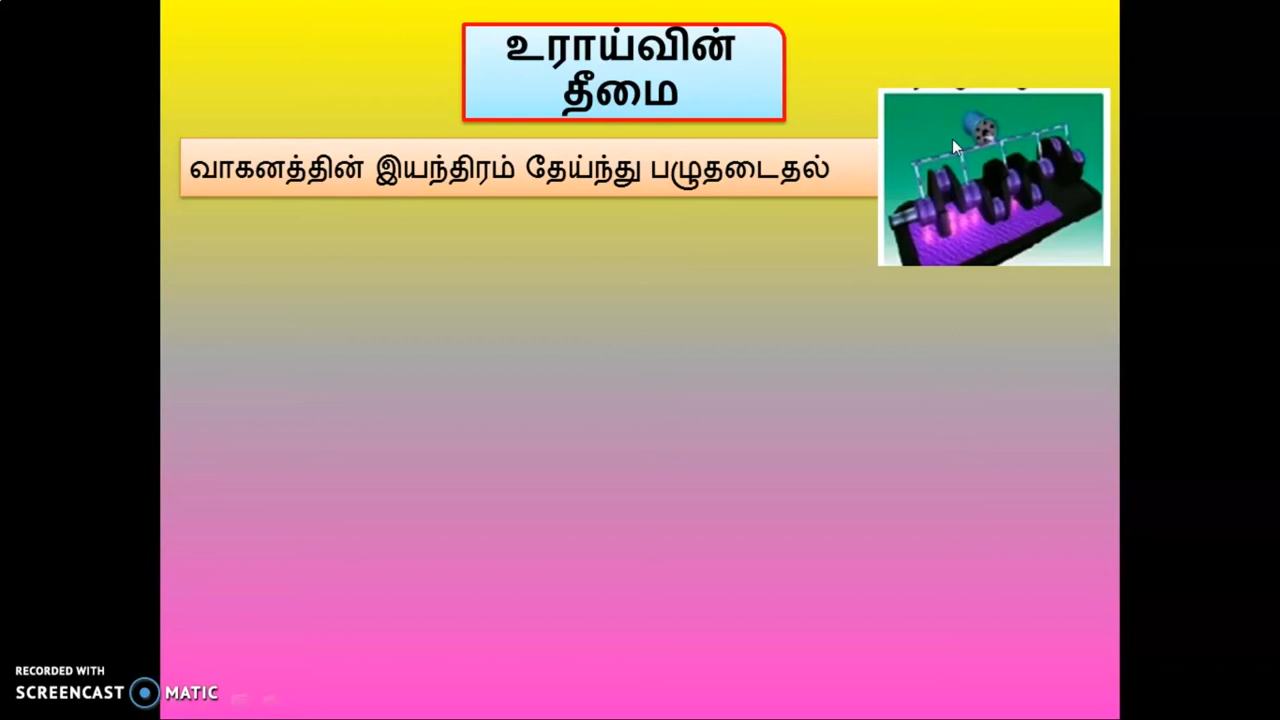 உராய்வின்
தீமை
வாகனத்தின் இயந்திரம் தேய்ந்து பழுதடைதல்
RECORDED WITH
SCREENCAST MATIC